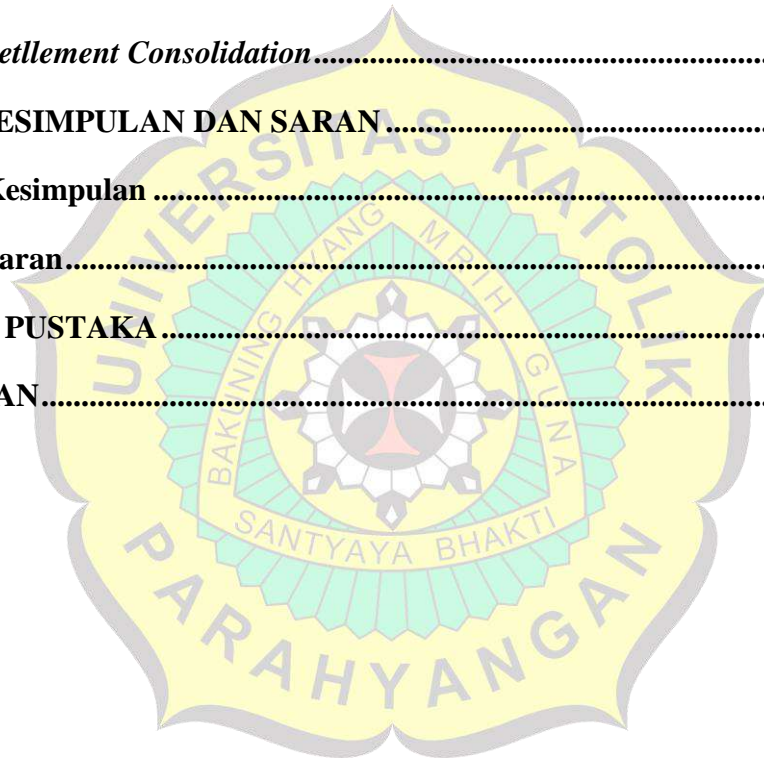 etllement Consolidation........................................................
ESIMPULAN DAN SARAN................................................
Kesimpulan..............................................................................
aran..........................................................................................
PUSTAKA..............................................................................
AN.............................................................................................
UNIVERSITAS KATOLIK
PARAHYANGAN
BAKUNING HYANG MRIH GUNA
SANTYAYA BHAKTI